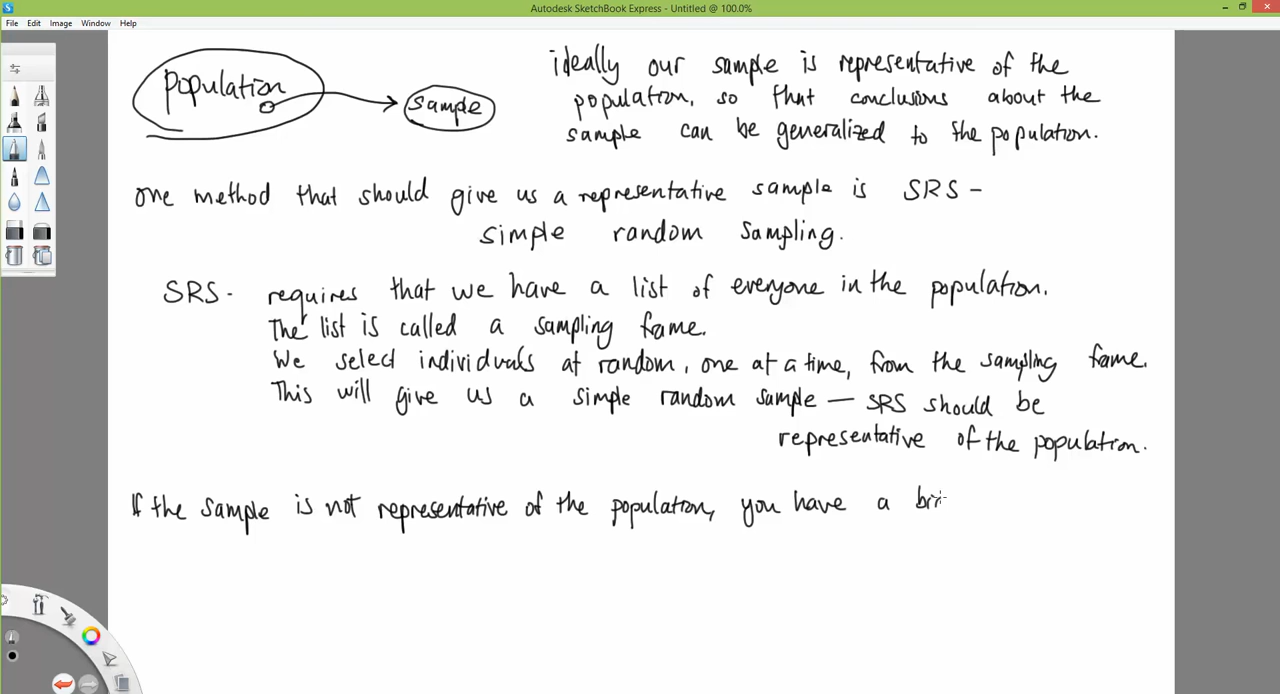 Autodesk SketchBook Express - Untitled @ 100.0%
File Edit Image Window Help
population
sample
ideally our sample is representative of the
population, so that conclusions about the
sample can be generalized to the population.
one method that should give us a representative sample is SRS -
simple random sampling.
SRS - requires that we have a list of everyone in the population.
The list is called a sampling frame.
We select individuals at random, one at a time, from the sampling frame.
This will give us a simple random sample — SRS should be
representative of the population.
If the sample is not representative of the population, you have a bi